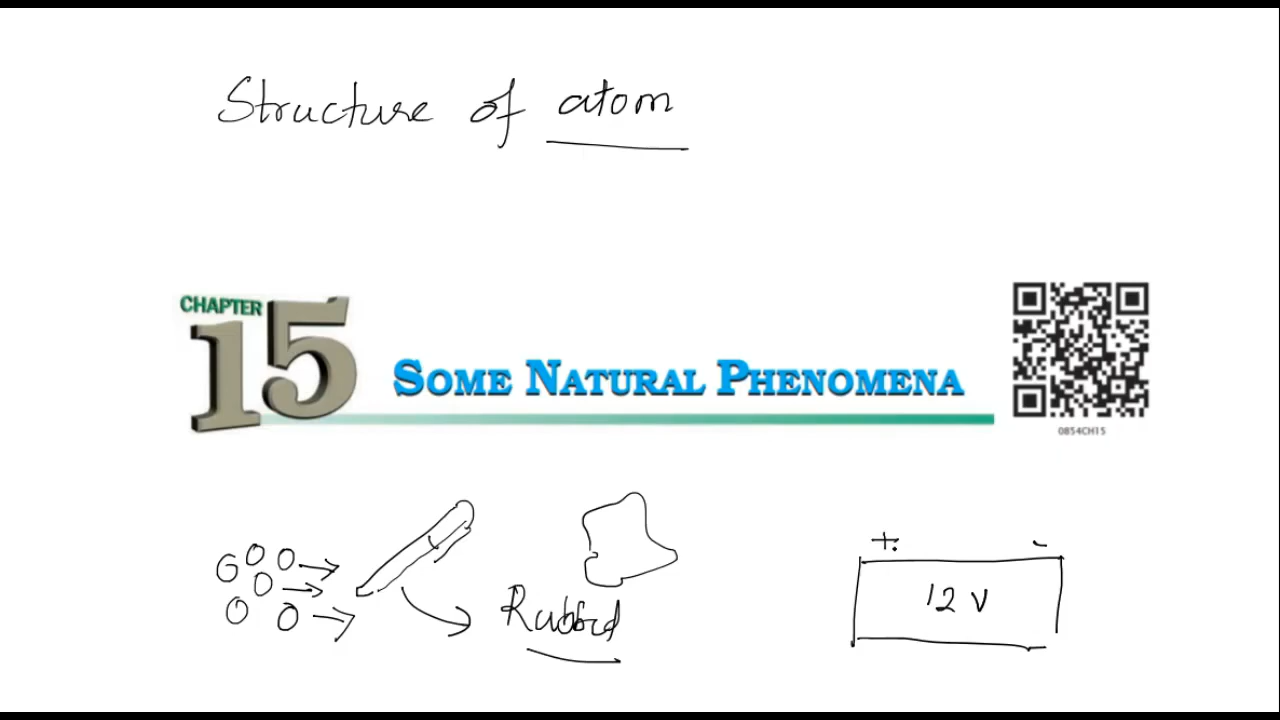 Structure of atom
CHAPTER
15
SOME NATURAL PHENOMENA
0854CH15
+ -
12 V
Rubbed